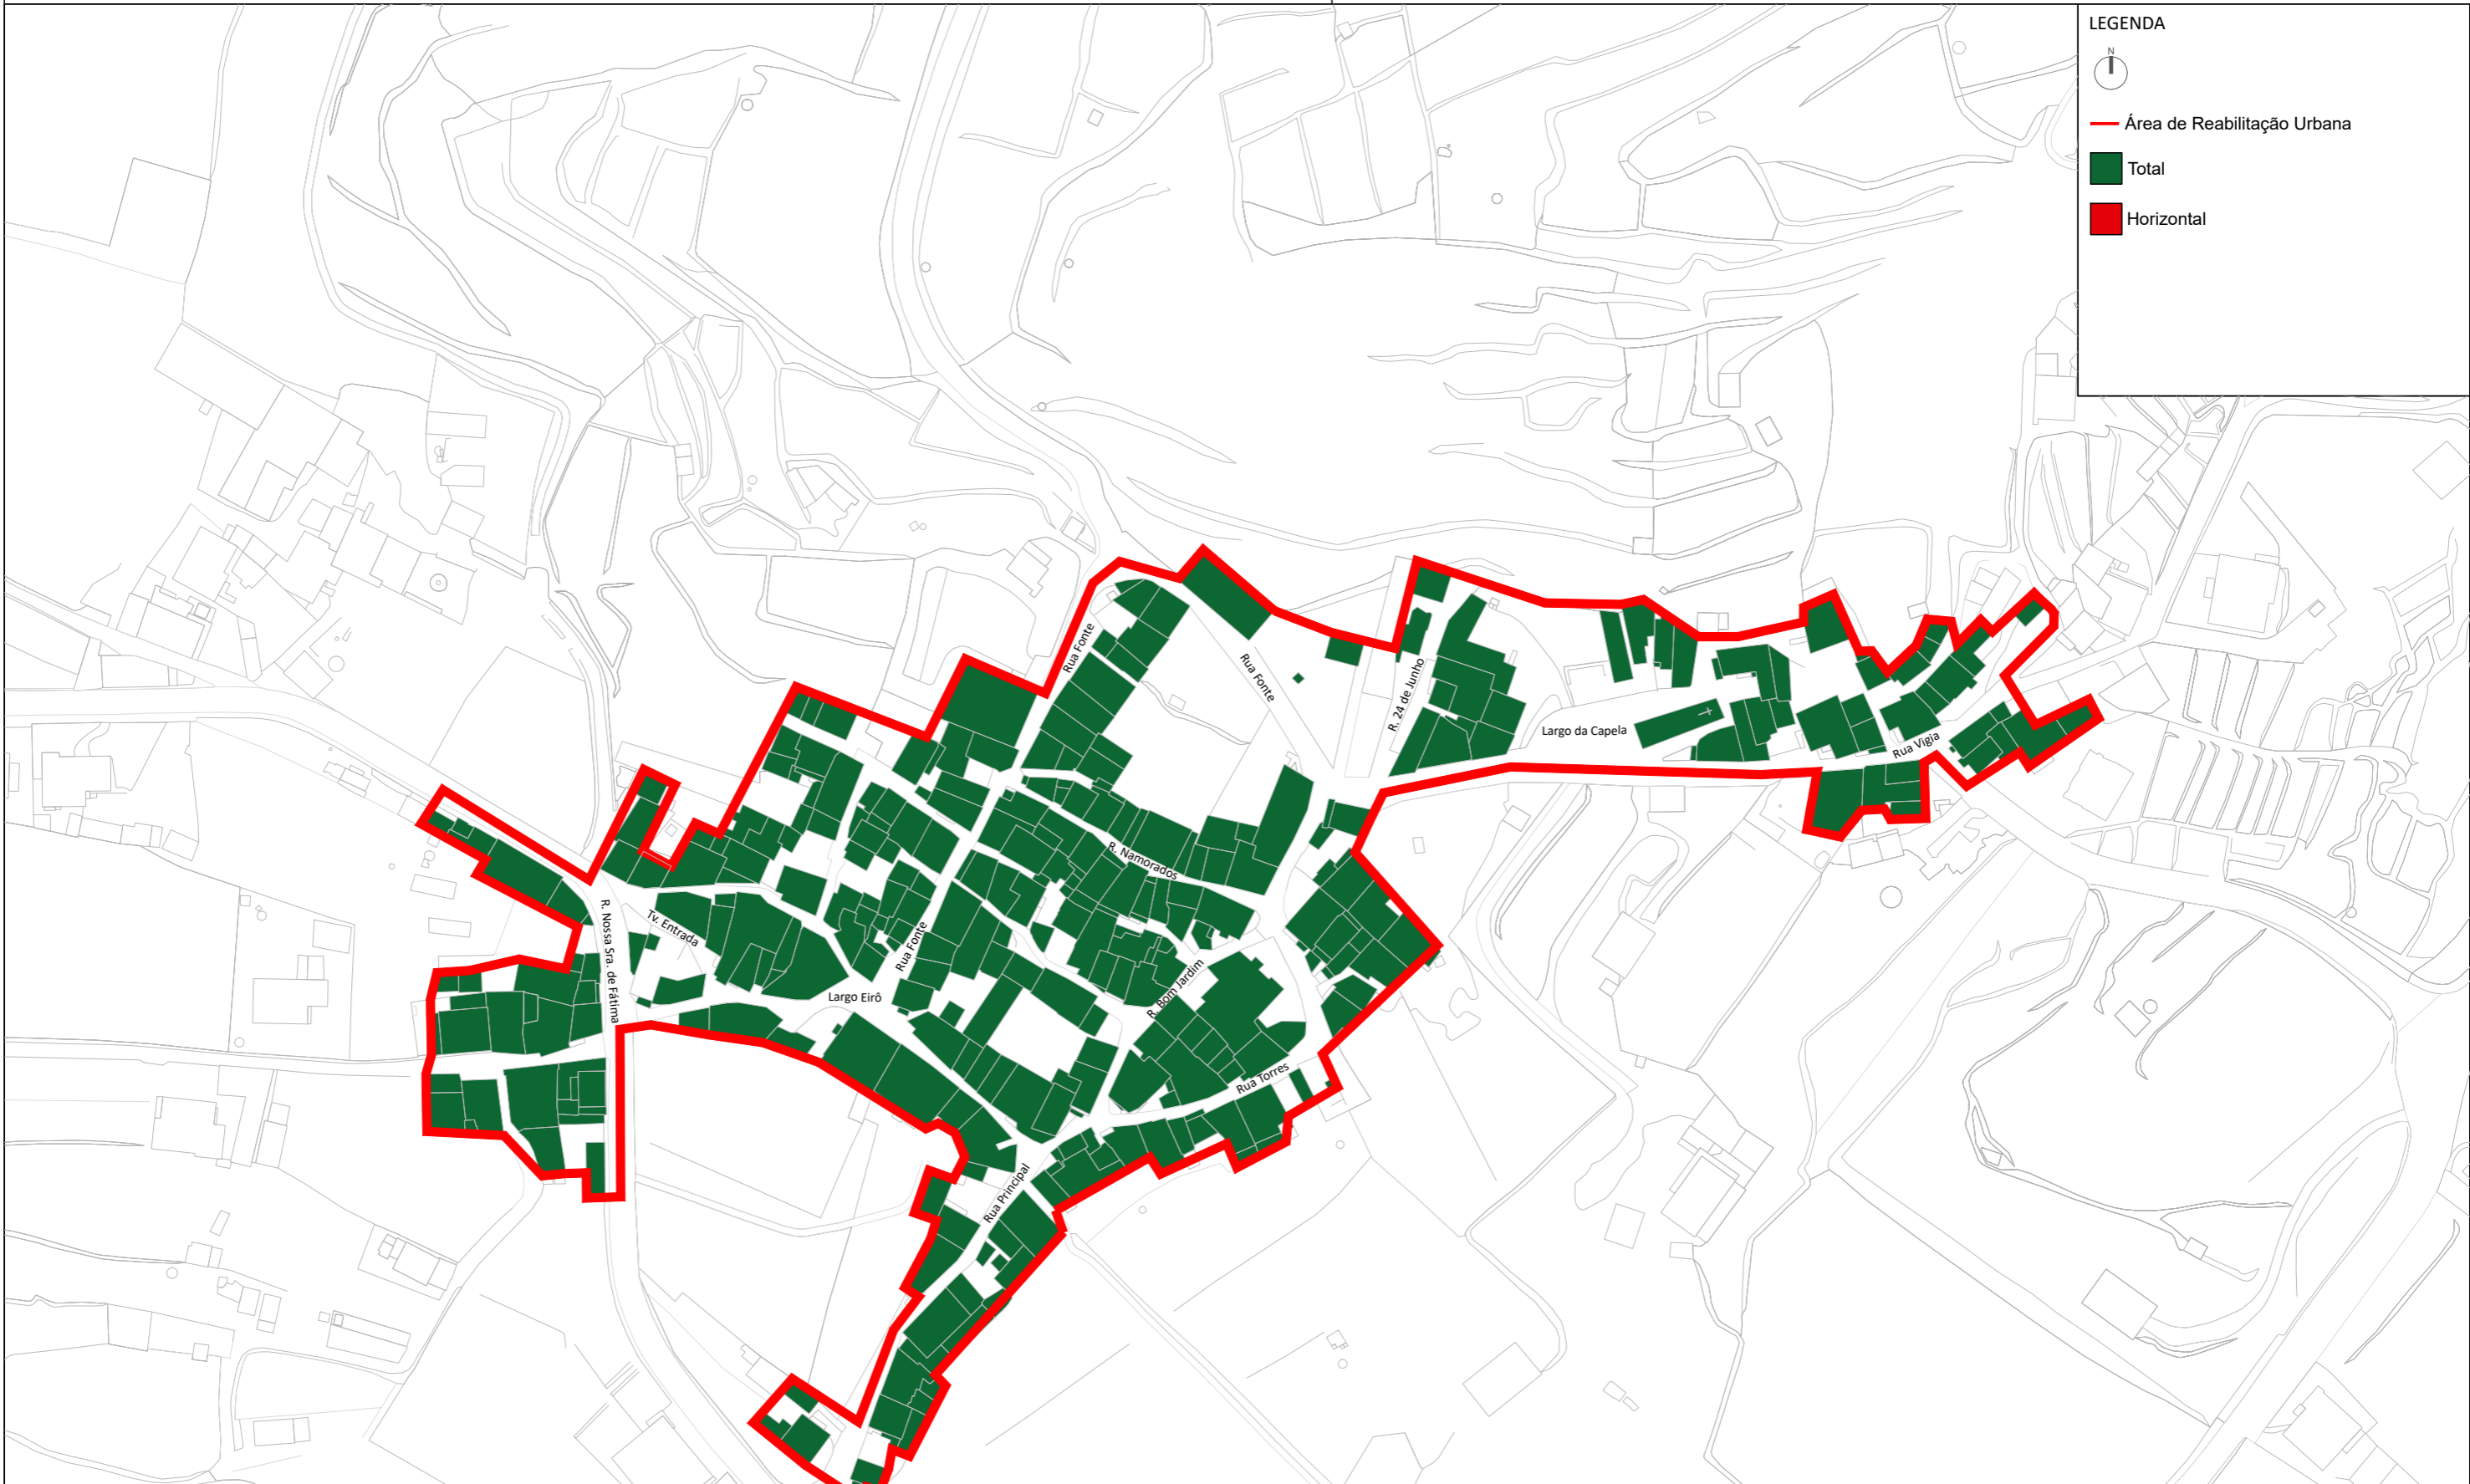 LEGENDA
N
Área de Reabilitação Urbana
Total
Horizontal
Rua Fonte
Rua Fonte
R. 24 de Junho
Largo da Capela
Rua Vigia
R. Namorados
R. Nossa Sra. de Fátima
Tv. Entrada
Rua Fonte
Largo Eirô
R. Bom Jardim
Rua Torres
Rua Principal